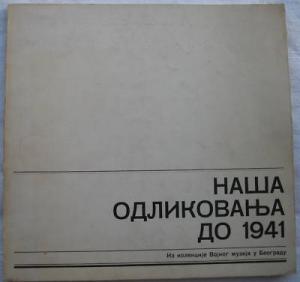 НАША
ОДЛИКОВАЊА
ДО 1941
Из колекције Војног музеја у Београду